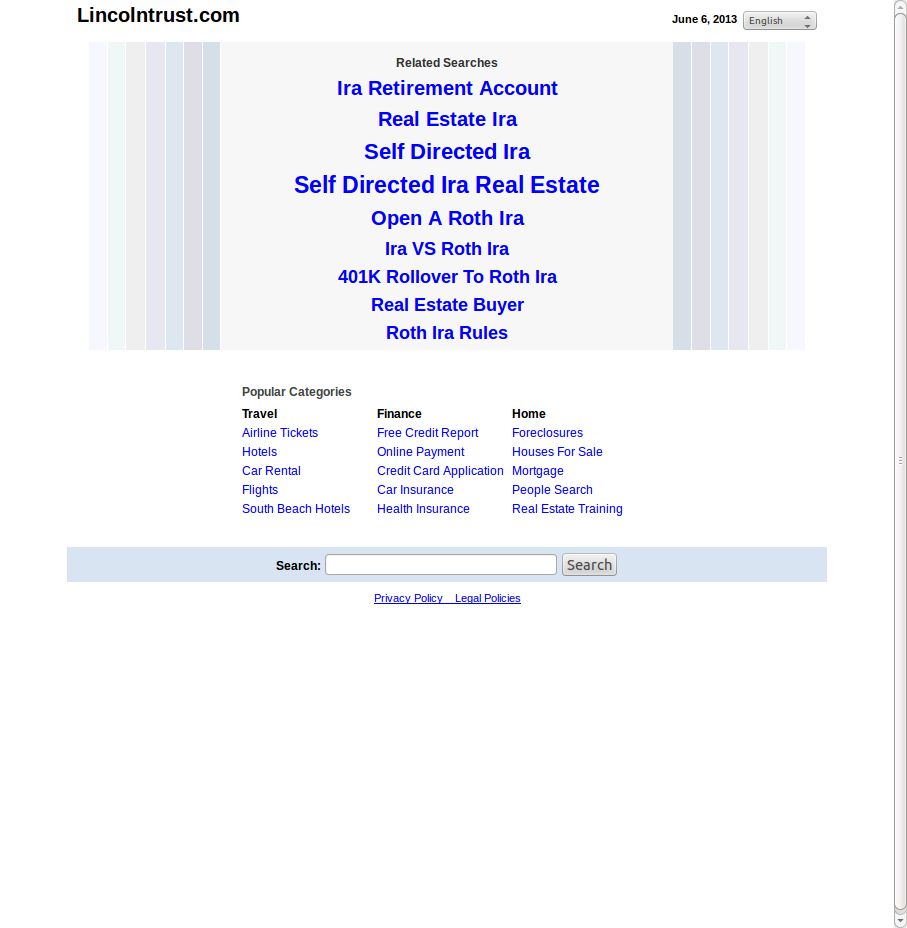 Lincolntrust.com
June 6, 2013 English
Related Searches
Ira Retirement Account
Real Estate Ira
Self Directed Ira
Self Directed Ira Real Estate
Open A Roth Ira
Ira VS Roth Ira
401K Rollover To Roth Ira
Real Estate Buyer
Roth Ira Rules
Popular Categories
Travel Finance Home
Airline Tickets Free Credit Report Foreclosures
Hotels Online Payment Houses For Sale
Car Rental Credit Card Application Mortgage
Flights Car Insurance People Search
South Beach Hotels Health Insurance Real Estate Training
Search: Search
Privacy Policy Legal Policies